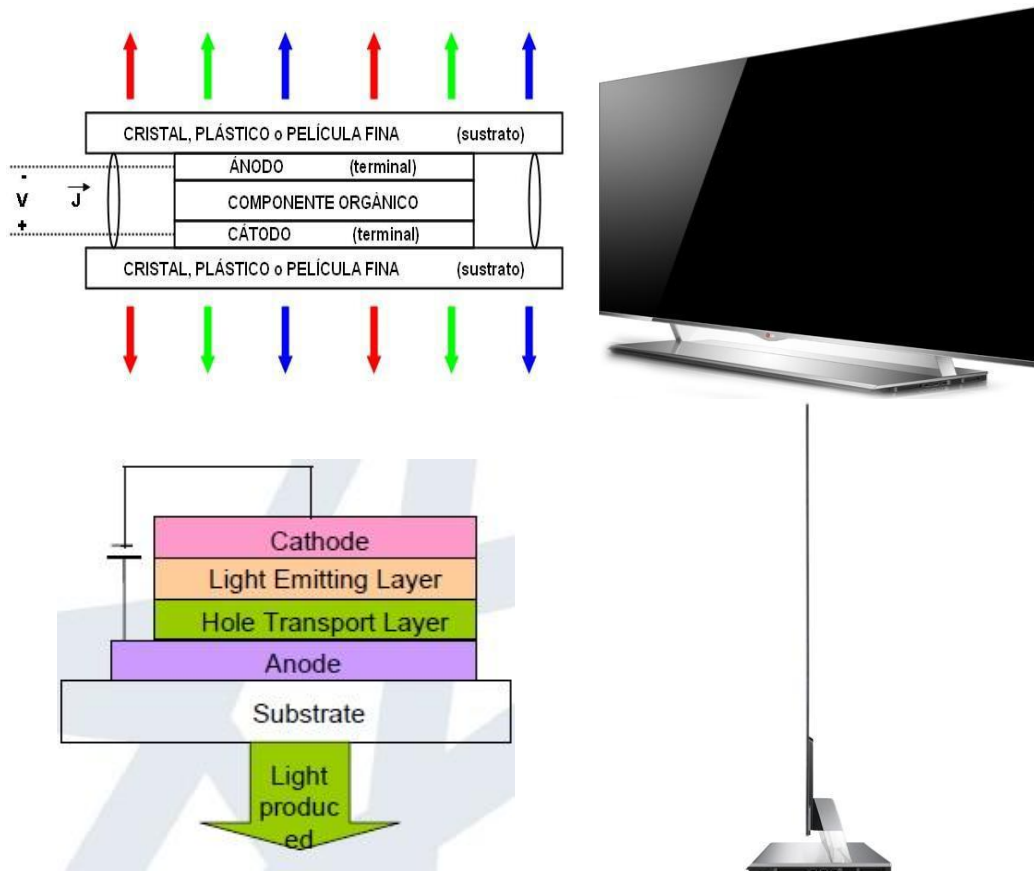 CRISTAL, PLÁSTICO o PELÍCULA FINA (sustrato)
ÁNODO (terminal)
- 
V J
+
COMPONENTE ORGÁNICO
CÁTODO (terminal)
CRISTAL, PLÁSTICO o PELÍCULA FINA (sustrato)
Cathode
Light Emitting Layer
Hole Transport Layer
Anode
Substrate
Light
produc
ed